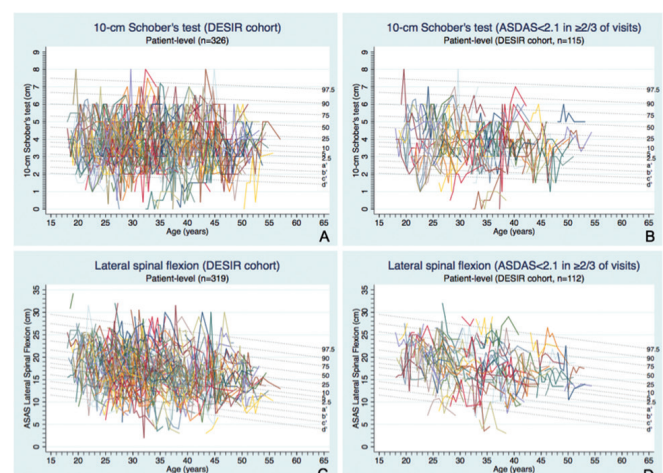 10-cm Schober's test (DESIR cohort)
Patient-level (n=326)
10-cm Schober's test (cm)
9
8
7
6
5
4
3
2
1
0
97.5
90
75
50
25
10
5
2.5
a'
b'
c'
d'
15 20 25 30 35 40 45 50 55 60 65
Age (years)
A
10-cm Schober's test (ASDAS<2.1 in ≥2/3 of visits)
Patient-level (DESIR cohort, n=115)
10-cm Schober's test (cm)
9
8
7
6
5
4
3
2
1
0
97.5
90
75
50
25
10
5
2.5
a'
b'
c'
d'
15 20 25 30 35 40 45 50 55 60 65
Age (years)
B
Lateral spinal flexion (DESIR cohort)
Patient-level (n=319)
ASAS Lateral Spinal Flexion (cm)
35
30
25
20
15
10
5
0
97.5
90
75
50
25
10
5
2.5
a'
b'
c'
d'
15 20 25 30 35 40 45 50 55 60 65
Age (years)
C
Lateral spinal flexion (ASDAS<2.1 in ≥2/3 of visits)
Patient-level (DESIR cohort, n=112)
ASAS Lateral Spinal Flexion (cm)
35
30
25
20
15
10
5
0
97.5
90
75
50
25
10
5
2.5
a'
b'
c'
d'
15 20 25 30 35 40 45 50 55 60 65
Age (years)
D